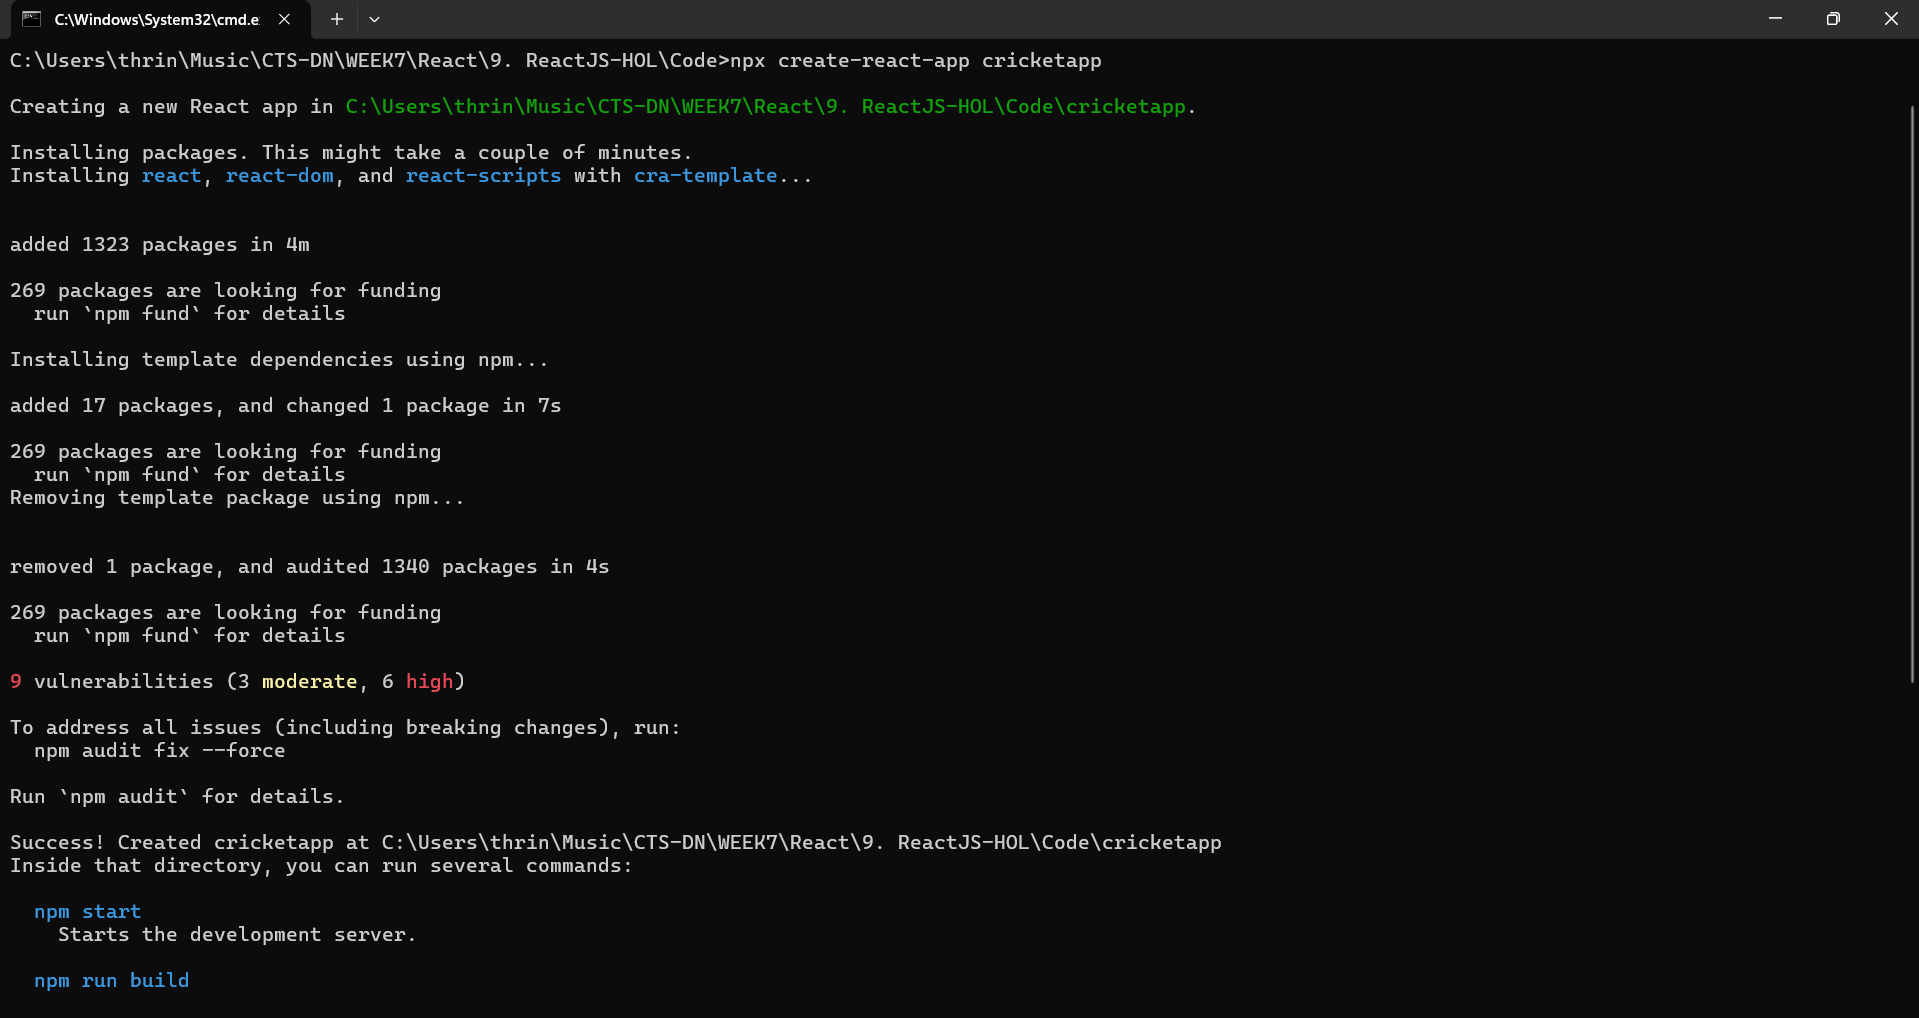 C:\Windows\System32\cmd.e
C:\Users\thrin\Music\CTS-DN\WEEK7\React\9. ReactJS-HOL\Code>npx create-react-app cricketapp
Creating a new React app in C:\Users\thrin\Music\CTS-DN\WEEK7\React\9. ReactJS-HOL\Code\cricketapp.
Installing packages. This might take a couple of minutes.
Installing react, react-dom, and react-scripts with cra-template...
added 1323 packages in 4m
269 packages are looking for funding
  run `npm fund` for details
Installing template dependencies using npm...
added 17 packages, and changed 1 package in 7s
269 packages are looking for funding
  run `npm fund` for details
Removing template package using npm...
removed 1 package, and audited 1340 packages in 4s
269 packages are looking for funding
  run `npm fund` for details
9 vulnerabilities (3 moderate, 6 high)
To address all issues (including breaking changes), run:
  npm audit fix --force
Run `npm audit` for details.
Success! Created cricketapp at C:\Users\thrin\Music\CTS-DN\WEEK7\React\9. ReactJS-HOL\Code\cricketapp
Inside that directory, you can run several commands:
  npm start
    Starts the development server.
  npm run build